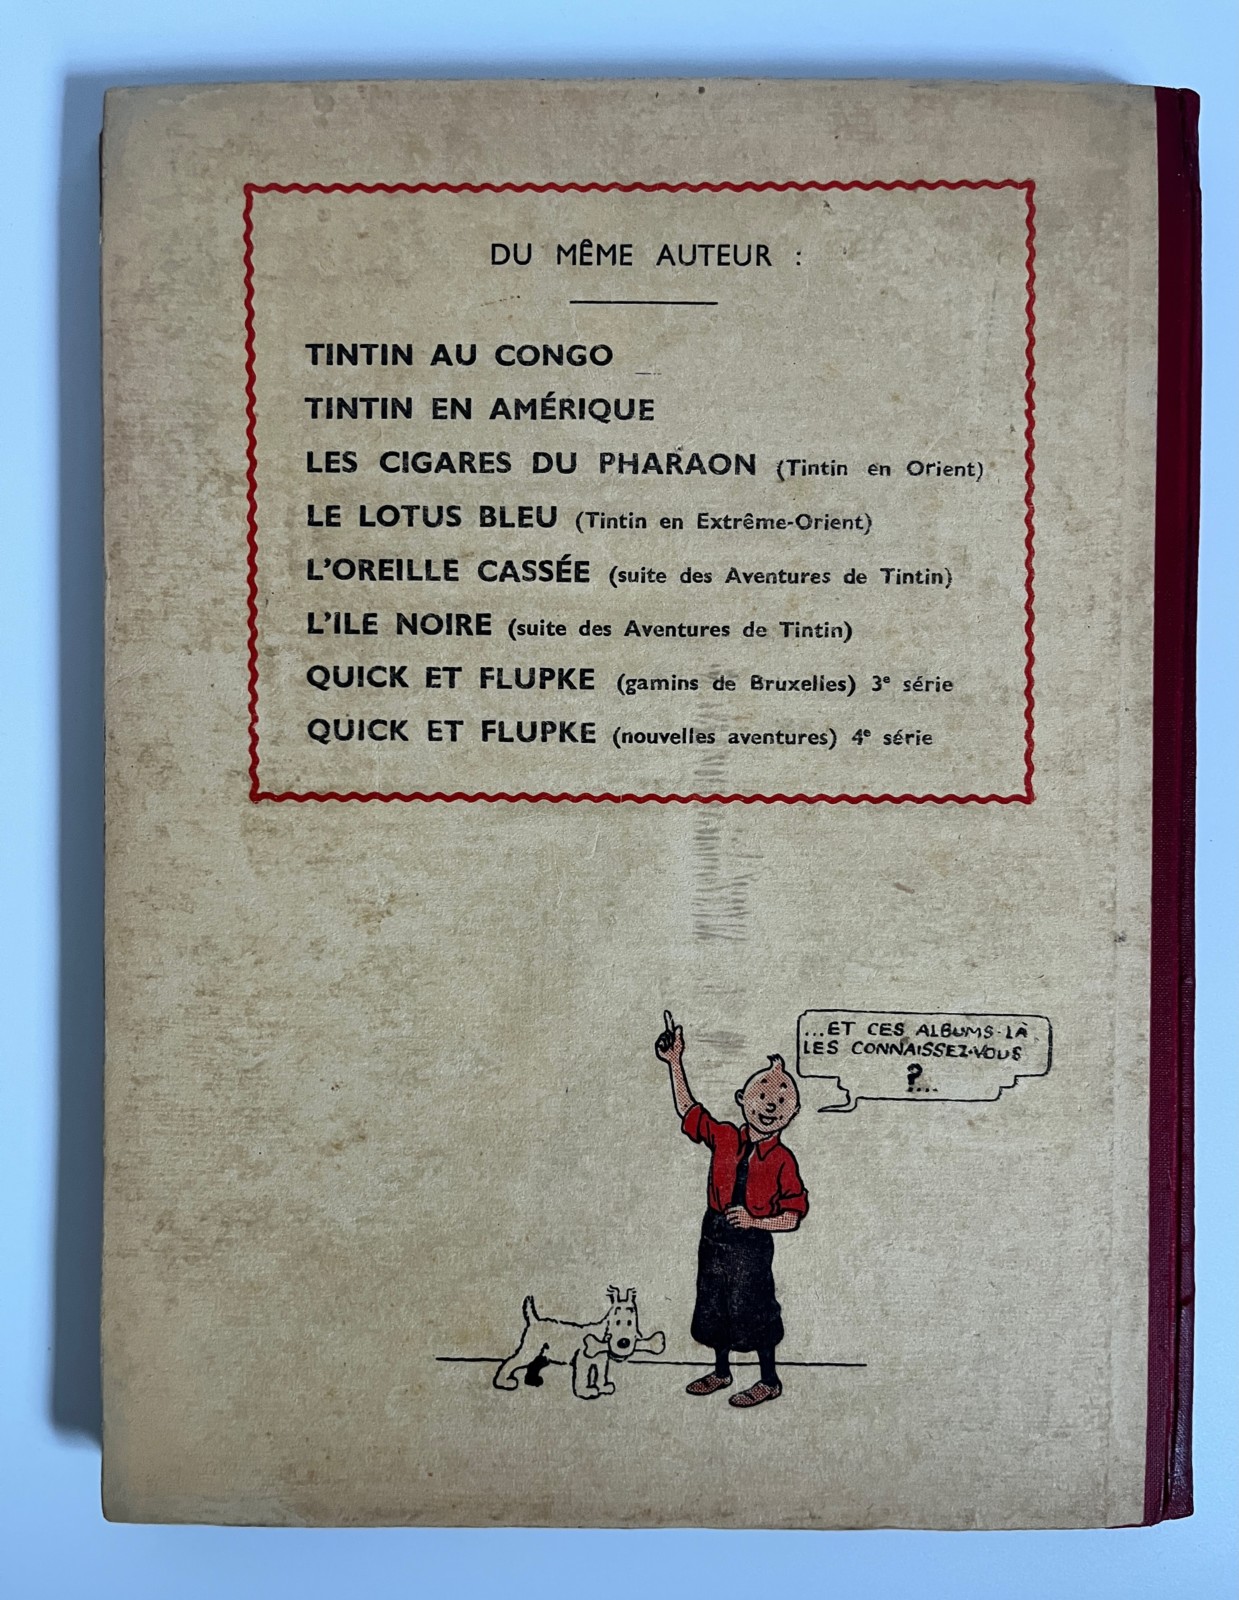 DU MÊME AUTEUR :
TINTIN AU CONGO
TINTIN EN AMÉRIQUE
LES CIGARES DU PHARAON (Tintin en Orient)
LE LOTUS BLEU (Tintin en Extrême-Orient)
L'OREILLE CASSÉE (suite des Aventures de Tintin)
L'ILE NOIRE (suite des Aventures de Tintin)
QUICK ET FLUPKE (gamins de Bruxelles) 3e série
QUICK ET FLUPKE (nouvelles aventures) 4e série
...ET CES ALBUMS-LÀ
LES CONNAISSEZ-VOUS
?....